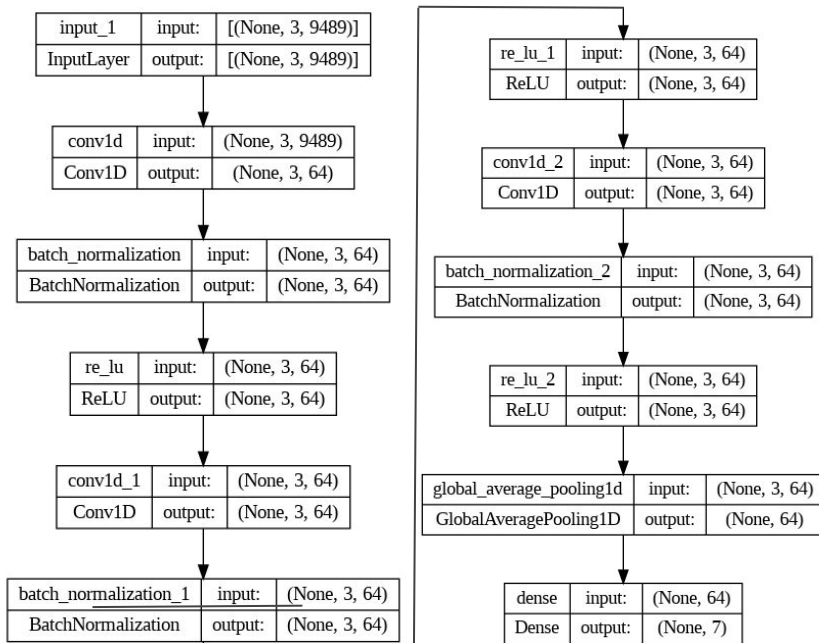 input_1 input: [(None, 3, 9489)]
InputLayer output: [(None, 3, 9489)]
conv1d input: (None, 3, 9489)
Conv1D output: (None, 3, 64)
batch_normalization input: (None, 3, 64)
BatchNormalization output: (None, 3, 64)
re_lu input: (None, 3, 64)
ReLU output: (None, 3, 64)
conv1d_1 input: (None, 3, 64)
Conv1D output: (None, 3, 64)
batch_normalization_1 input: (None, 3, 64)
BatchNormalization output: (None, 3, 64)
re_lu_1 input: (None, 3, 64)
ReLU output: (None, 3, 64)
conv1d_2 input: (None, 3, 64)
Conv1D output: (None, 3, 64)
batch_normalization_2 input: (None, 3, 64)
BatchNormalization output: (None, 3, 64)
re_lu_2 input: (None, 3, 64)
ReLU output: (None, 3, 64)
global_average_pooling1d input: (None, 3, 64)
GlobalAveragePooling1D output: (None, 64)
dense input: (None, 64)
Dense output: (None, 7)